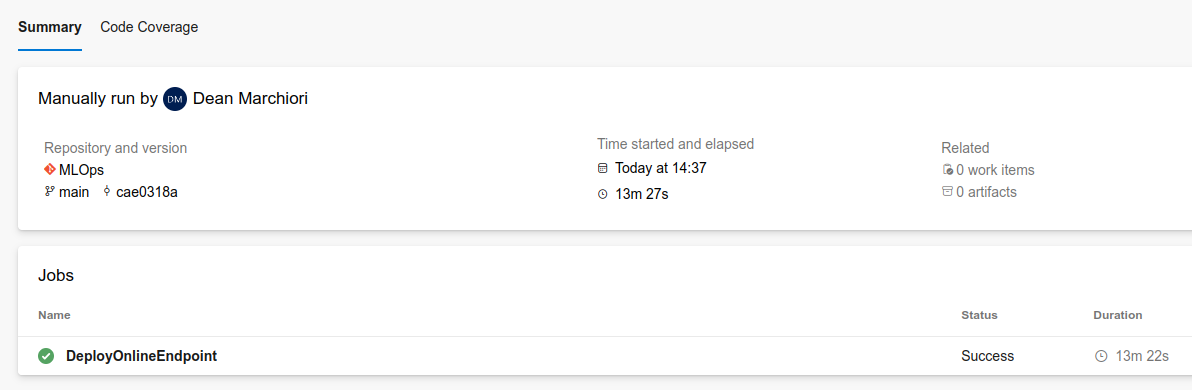 Summary Code Coverage
Manually run by DM Dean Marchiori
Repository and version
MLOps
main cae0318a
Time started and elapsed
Today at 14:37
13m 27s
Related
0 work items
0 artifacts
Jobs
Name Status Duration
DeployOnlineEndpoint Success 13m 22s